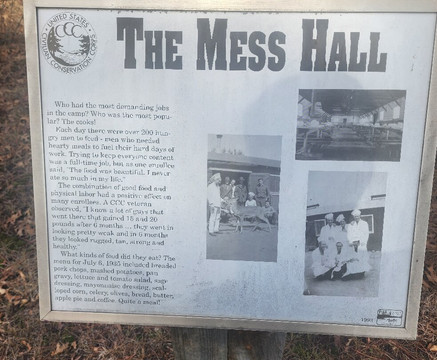 UNITED STATES
CCC
CIVILIAN CONSERVATION CORPS
THE MESS HALL
Who had the most demanding jobs
in the camp? Who was the most popu-
lar? The cooks!
Each day there were over 200 hun-
gry men to feed - men who needed
hearty meals to fuel their hard days of
work. Trying to keep everyone content
was a full-time job, but as one enrollee
said, "The food was beautiful. I never
ate so much in my life."
The combination of good food and
physical labor had a positive effect on
many enrollees. A CCC veteran
observed, "I knew a lot of guys that
went there that gained 15 and 20
pounds after 6 months ... they went in
looking pretty weak and in 6 months
they looked rugged, tan, strong and
healthy."
What kinds of food did they eat? The
menu for July 6, 1935 included breaded
pork chops, mashed potatoes, pan
gravy, lettuce and tomato salad, egg
dressing, mayonnaise dressing, scal-
loped corn, celery, olives, bread, butter,
apple pie and coffee. Quite a meal!